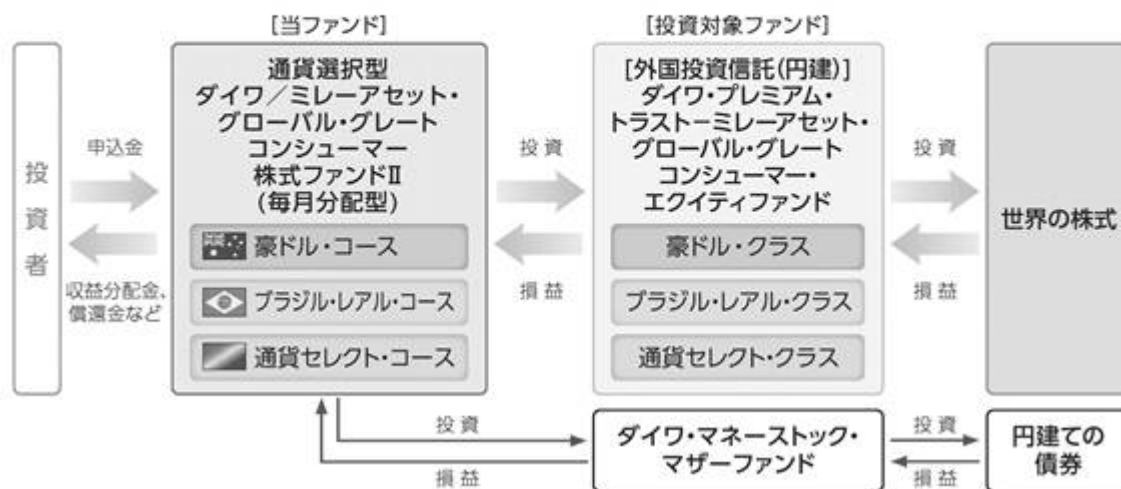 [当ファンド]
[投資対象ファンド]
投資者
申込金
収益分配金、
償還金など
通貨選択型
ダイワ/ミレーアセット・
グローバル・グレート
コンシューマー
株式ファンドⅡ
(毎月分配型)
豪ドル・コース
ブラジル・レアル・コース
通貨セレクト・コース
投資
損益
[外国投資信託(円建)]
ダイワ・プレミアム・
トラスト－ミレーアセット・
グローバル・グレート
コンシューマー・
エクイティファンド
豪ドル・クラス
ブラジル・レアル・クラス
通貨セレクト・クラス
投資
損益
世界の株式
投資
損益
ダイワ・マネーストック・
マザーファンド
投資
損益
円建ての
債券